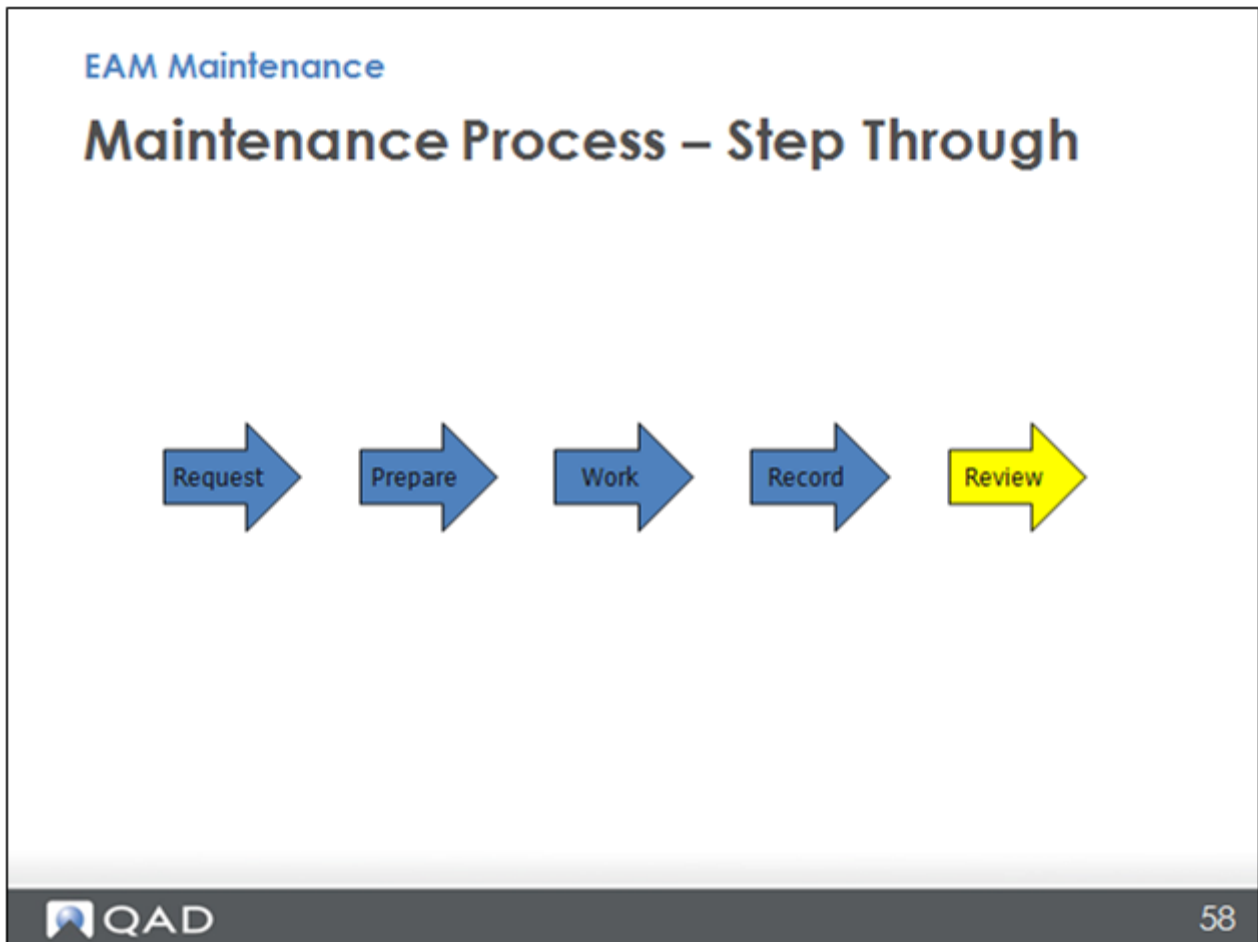 EAM Maintenance
Maintenance Process – Step Through
Request Prepare Work Record Review
QAD 58